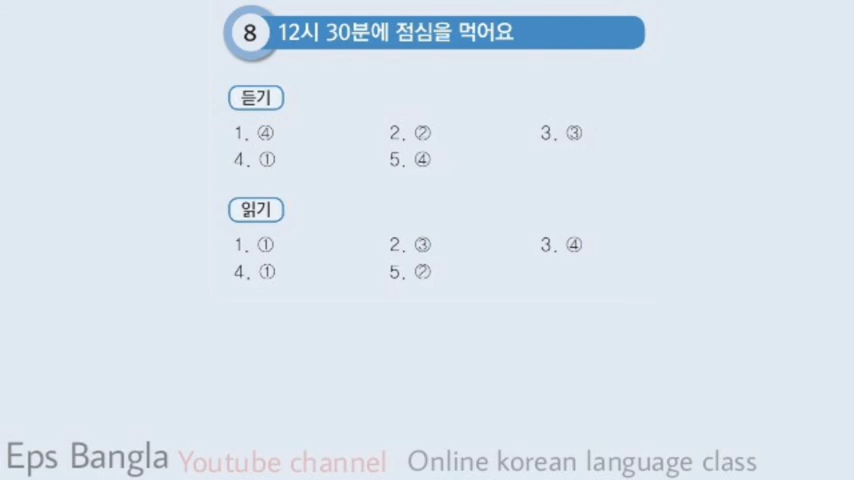 8 12시 30분에 점심을 먹어요
듣기
1. ④ 2. ② 3. ③
4. ① 5. ④
읽기
1. ① 2. ③ 3. ④
4. ① 5. ②
Eps Bangla Youtube channel Online korean language class